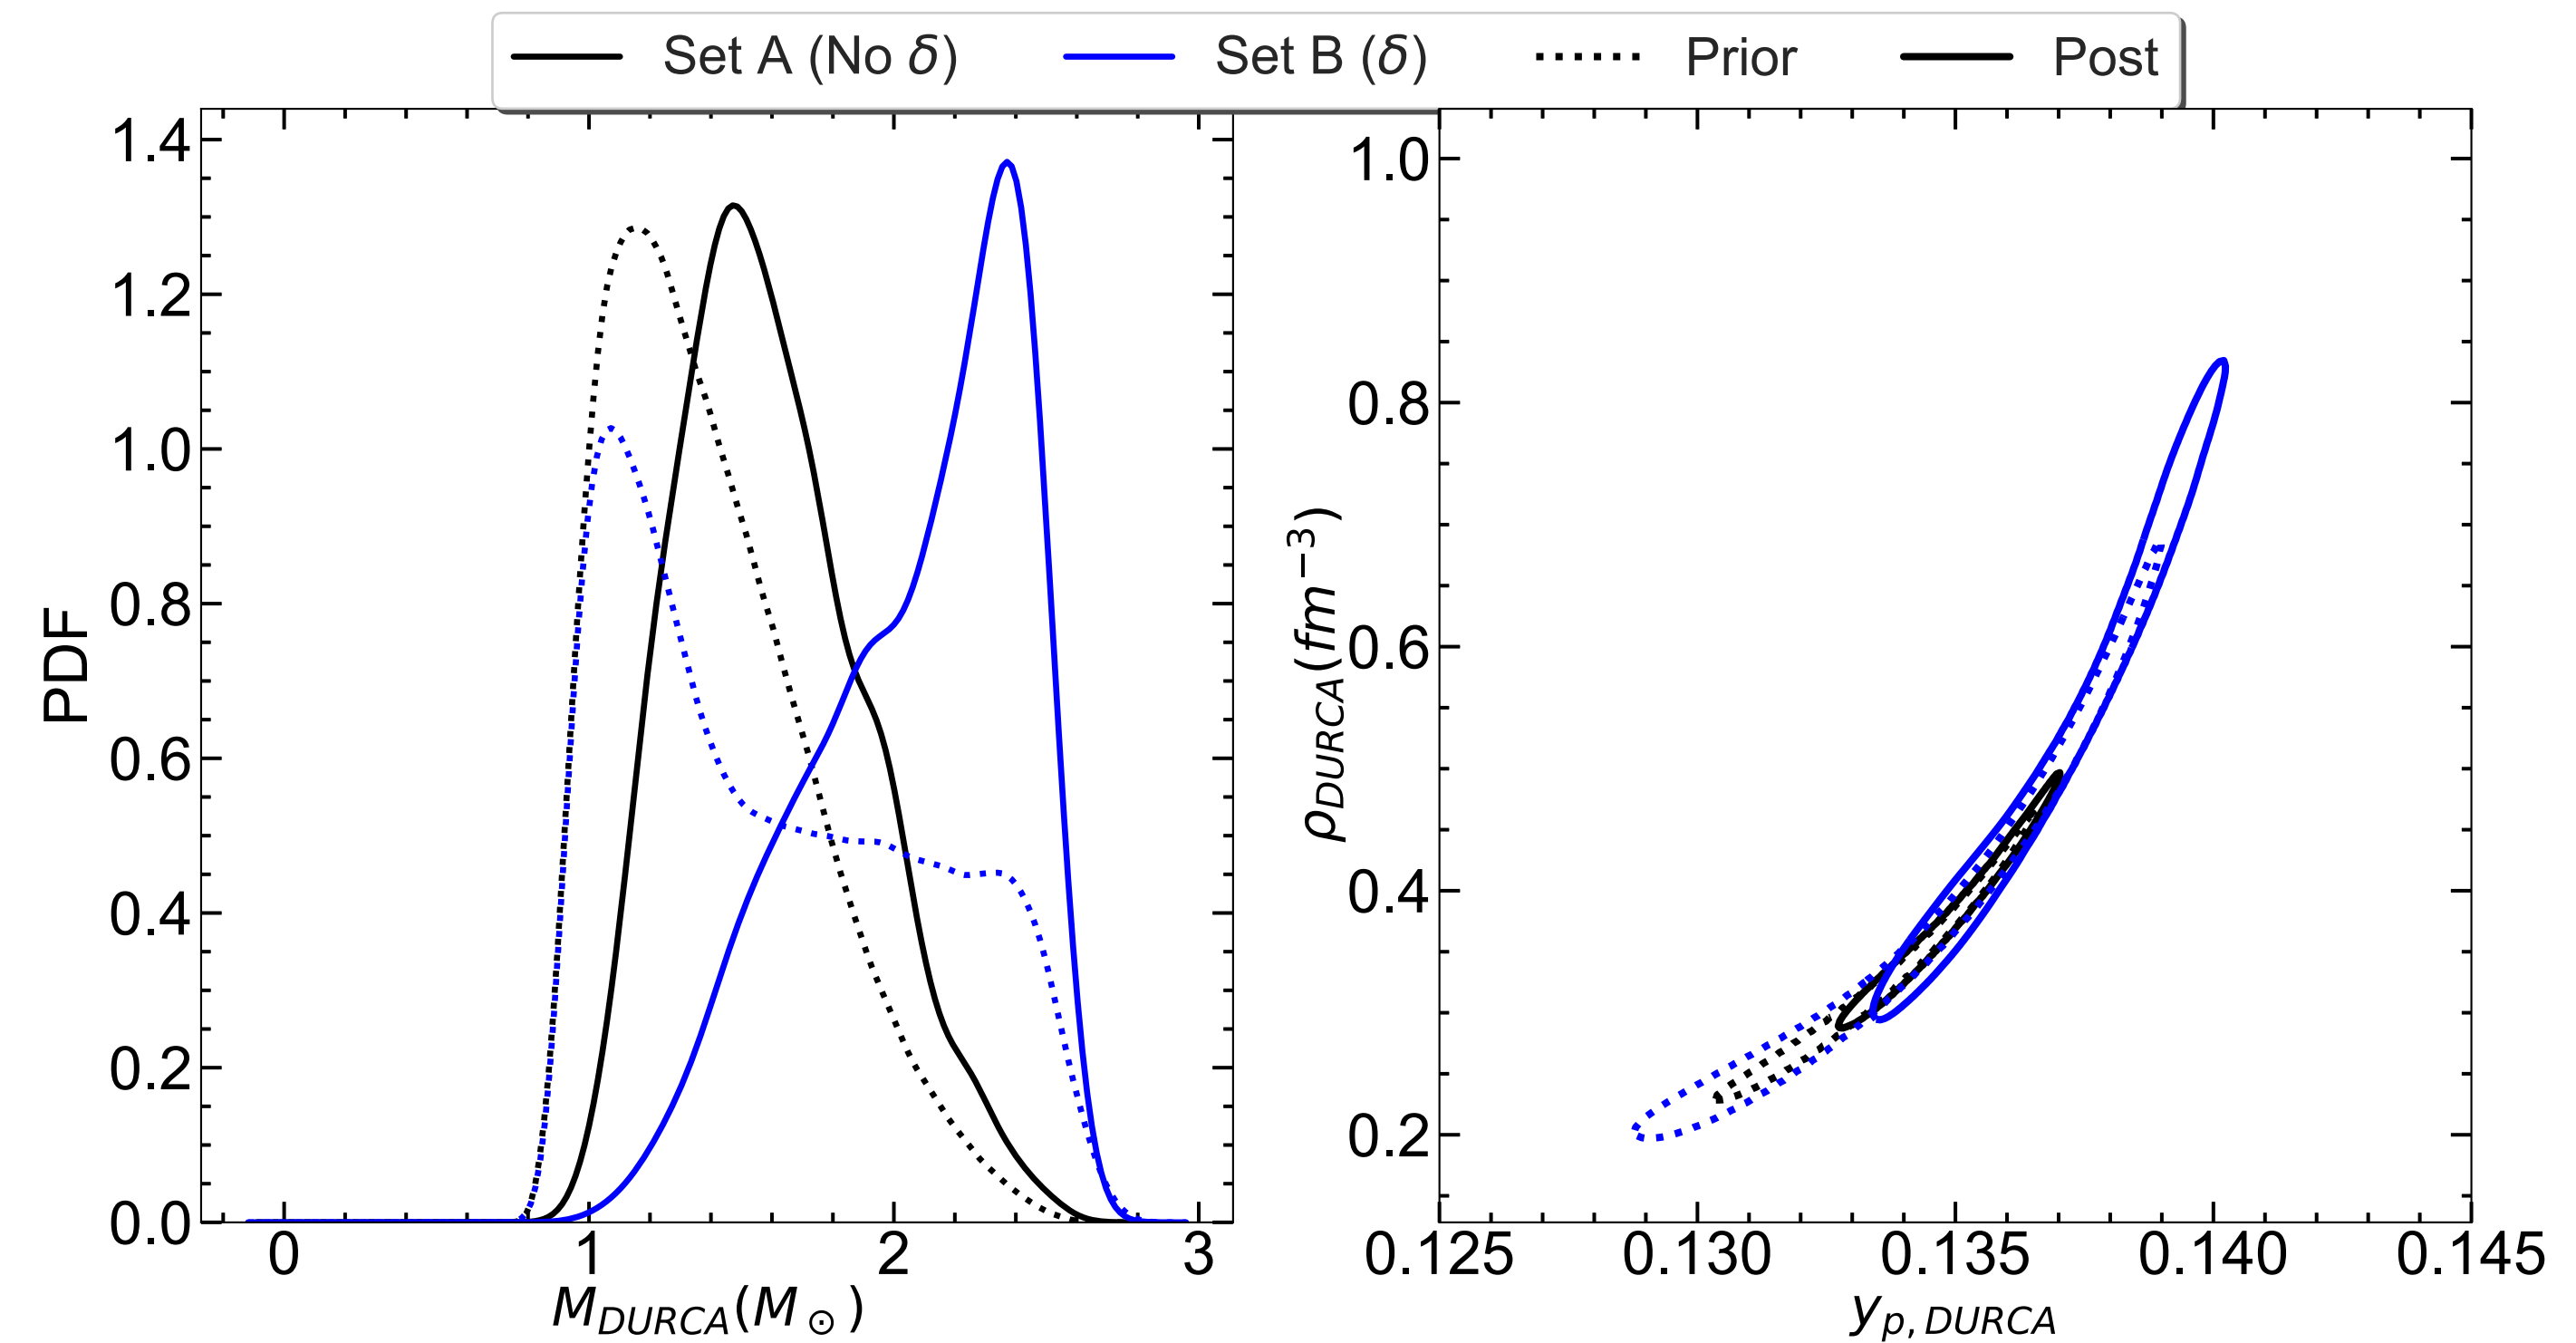 Set A (No δ) Set B (δ) Prior Post
1.4
1.2
1.0
0.8
0.6
0.4
0.2
0.0
PDF
0 1 2 3
M_DURCA(M_⊙)
1.0
0.8
0.6
0.4
0.2
ρ_DURCA(fm⁻³)
0.125 0.130 0.135 0.140 0.145
y_p, DURCA